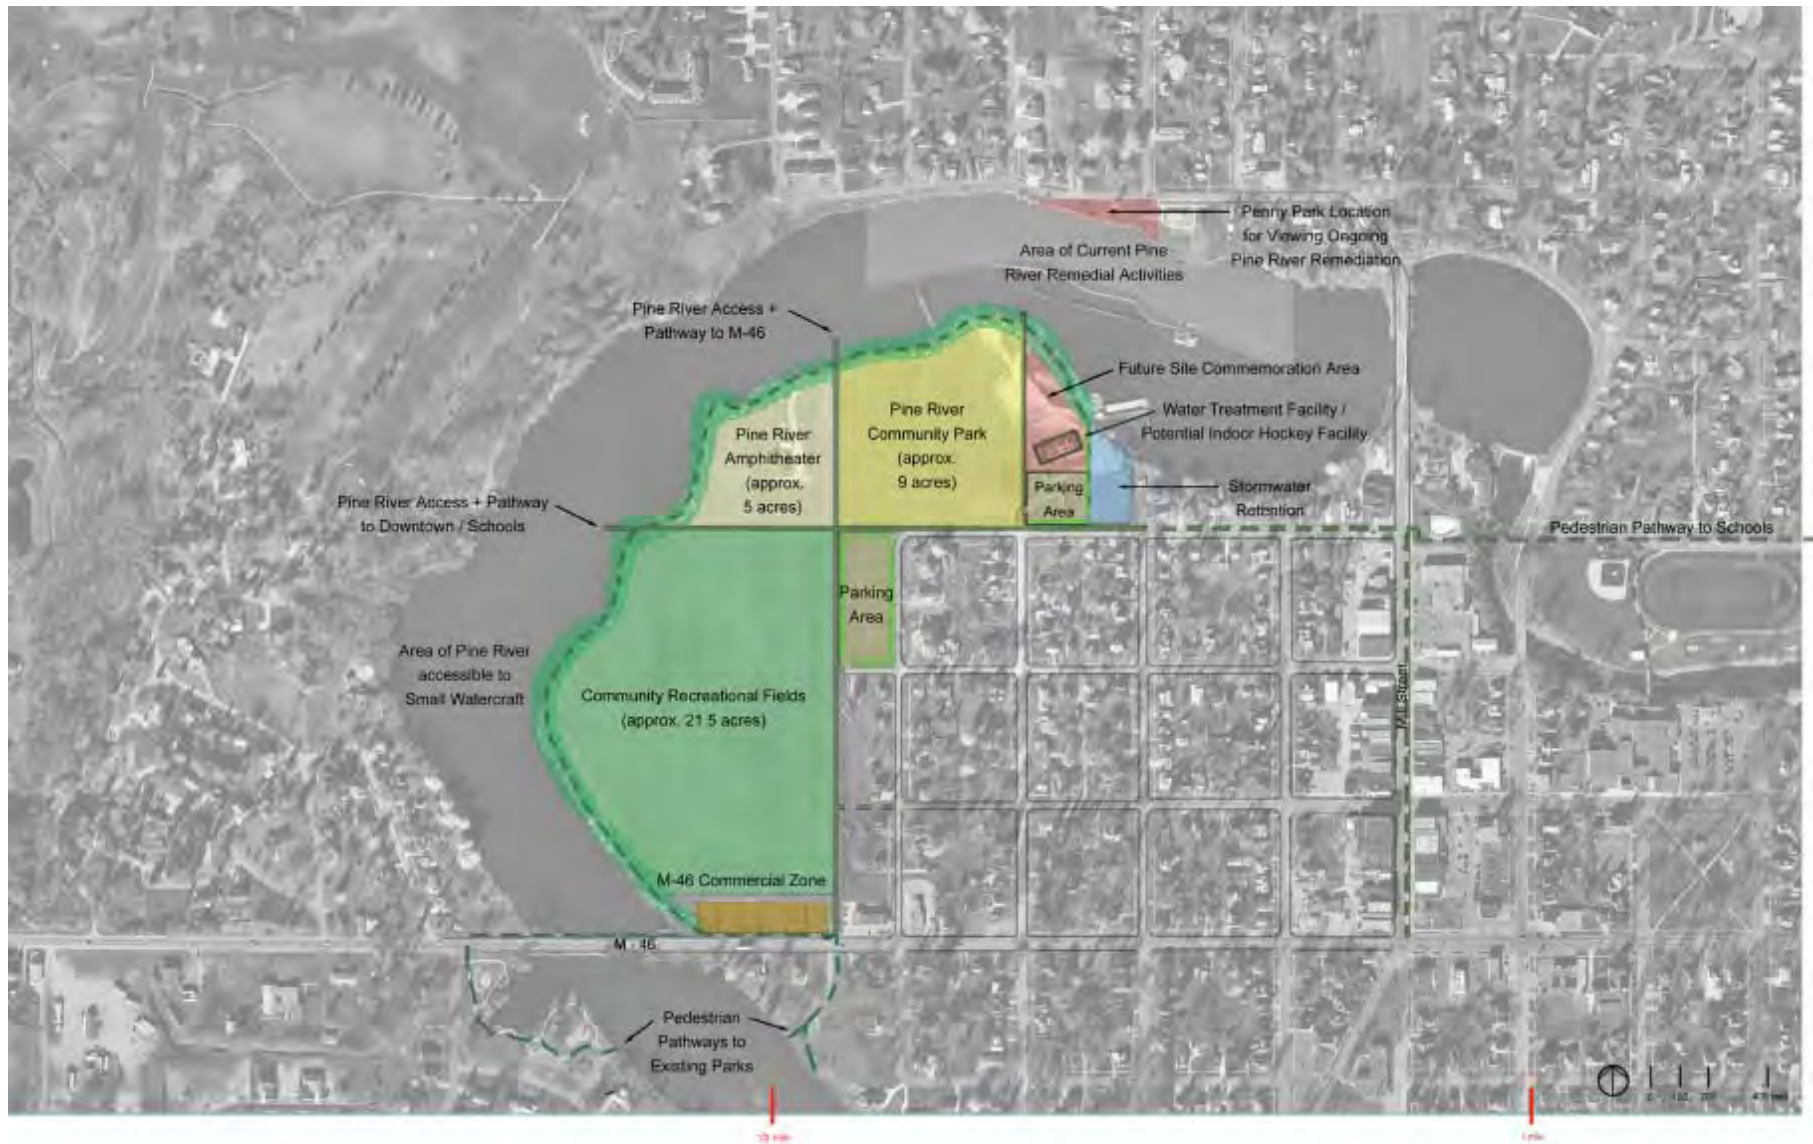 Penny Park Location
for Viewing Ongoing
Pine River Remediation
Area of Current Pine
River Remedial Activities
Pine River Access +
Pathway to M-46
Future Site Commemoration Area
Water Treatment Facility /
Potential Indoor Hockey Facility
Pine River
Community Park
(approx.
9 acres)
Pine River
Amphitheater
(approx.
5 acres)
Parking
Area
Stormwater
Retention
Pine River Access + Pathway
to Downtown / Schools
Pedestrian Pathway to Schools
Parking
Area
Area of Pine River
accessible to
Small Watercraft
Community Recreational Fields
(approx. 21.5 acres)
Mill Street
M-46 Commercial Zone
M - 46
Pedestrian
Pathways to
Existing Parks